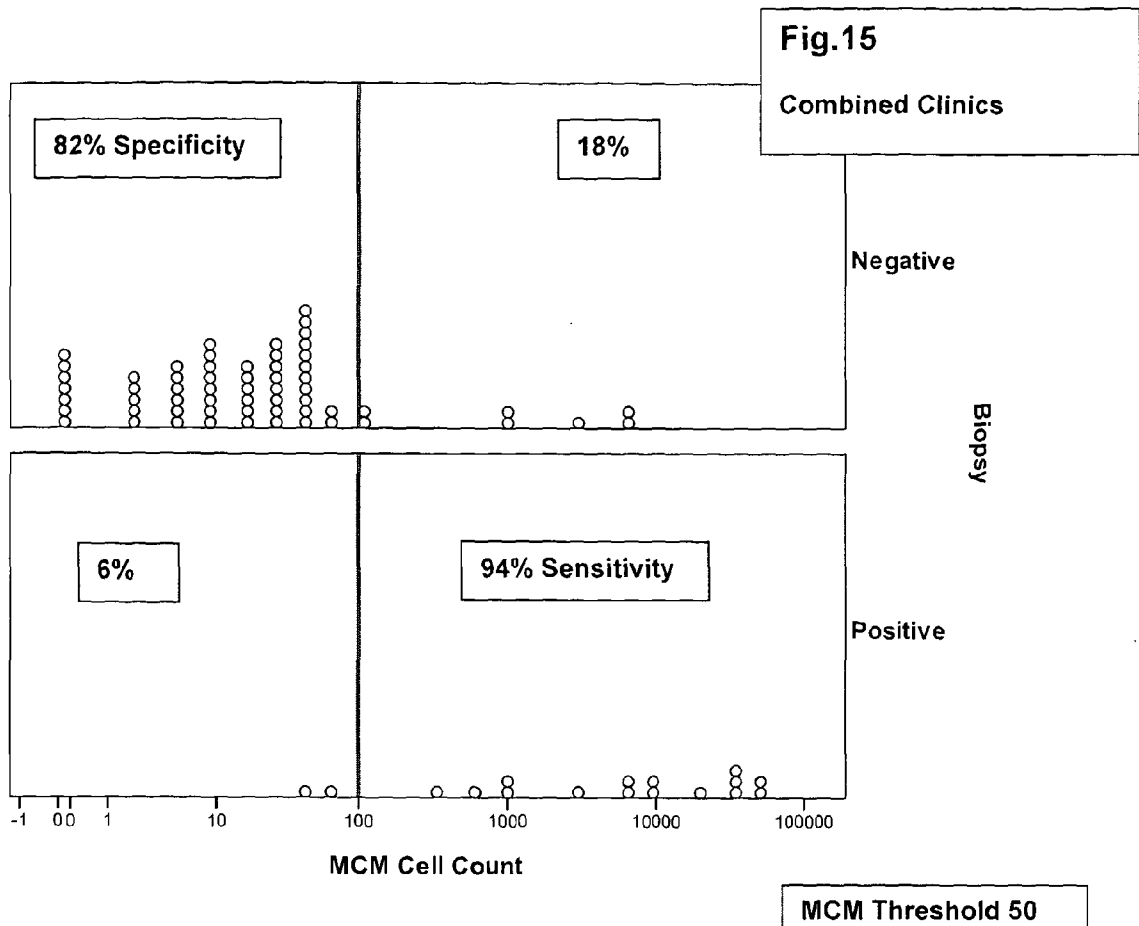 Fig.15
Combined Clinics
82% Specificity
18%
Negative
Biopsy
6%
94% Sensitivity
Positive
-1 0.0 1 10 100 1000 10000 100000
MCM Cell Count
MCM Threshold 50